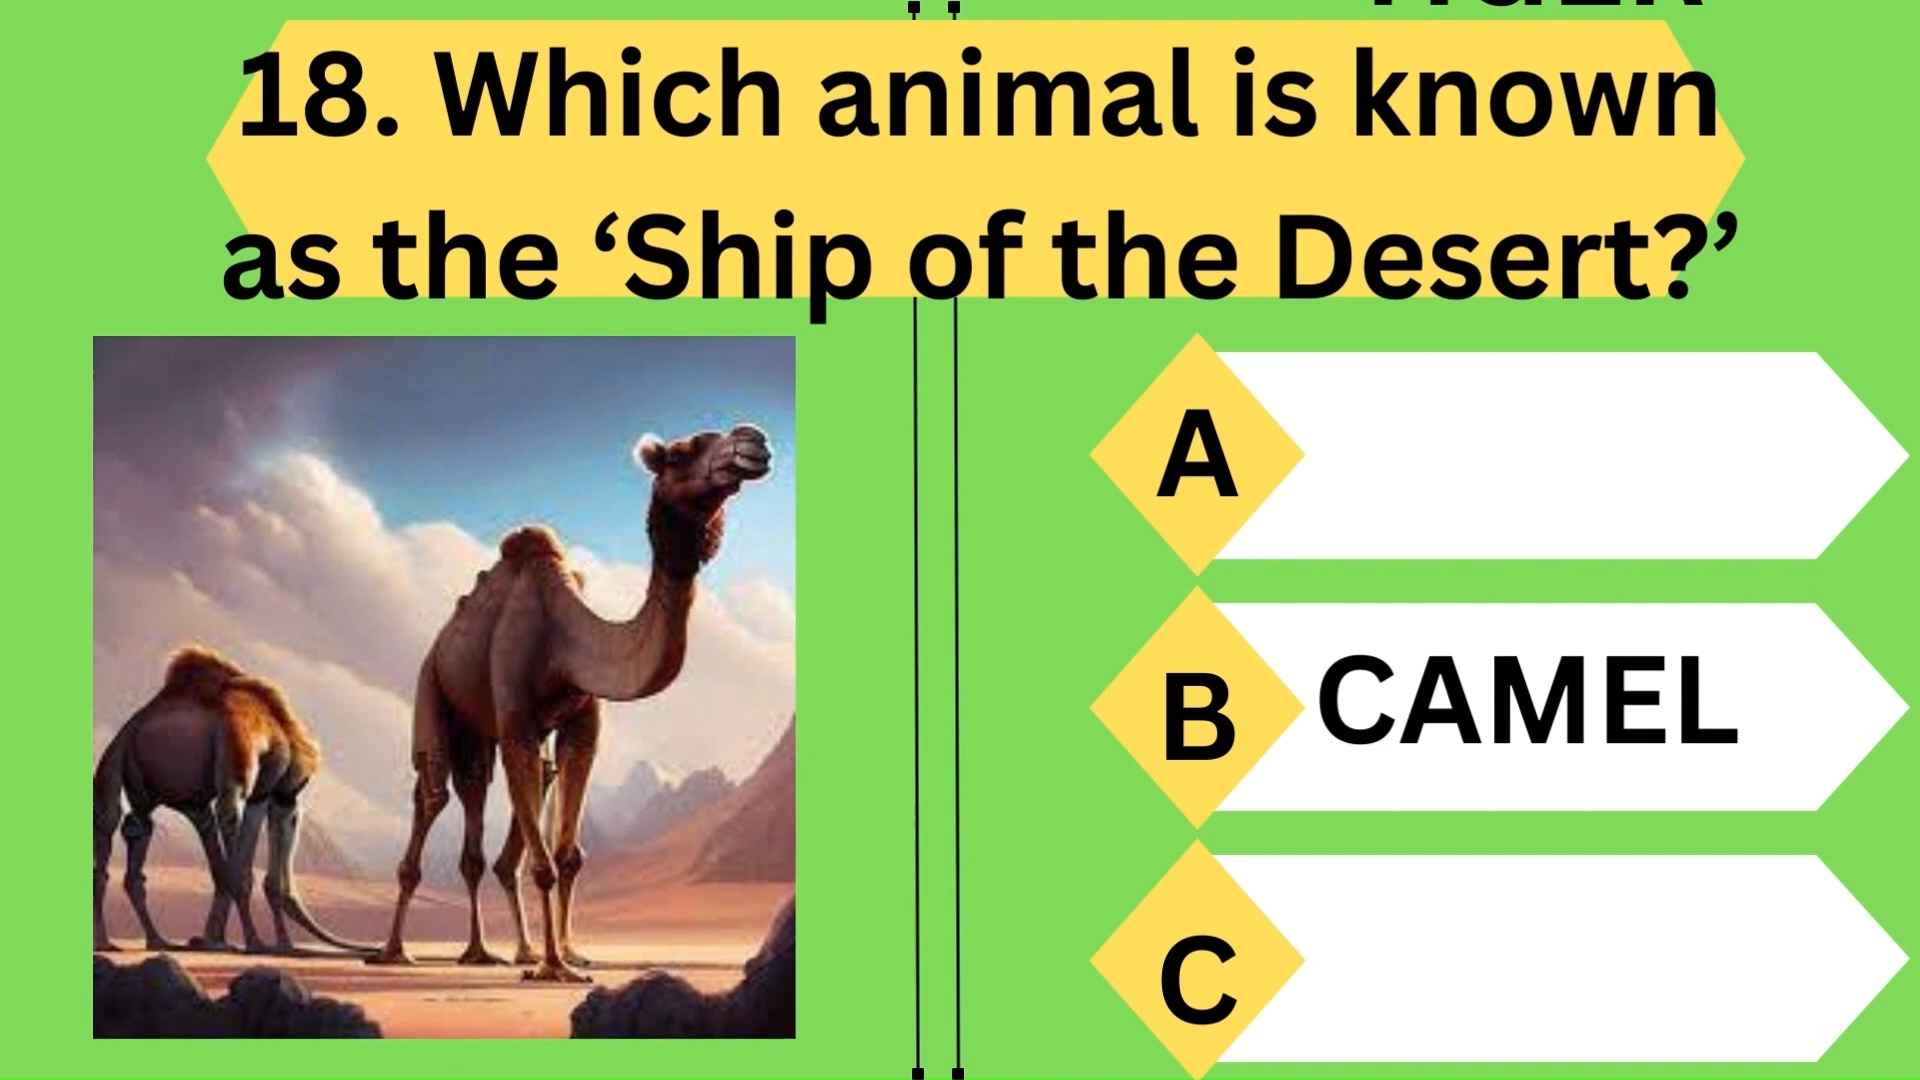 18. Which animal is known
as the ‘Ship of the Desert?’
A
B CAMEL
C